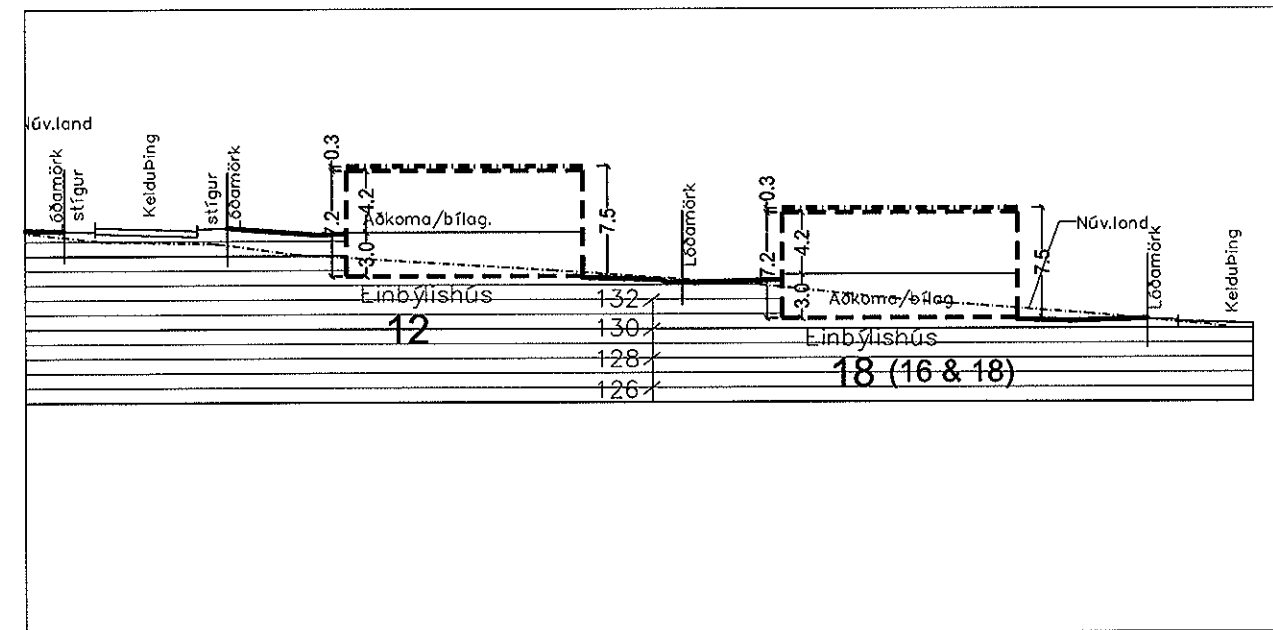 Núv.land
Lóðamörk
stígur
Kelduþing
stígur
Lóðamörk
0.3
7.2
4.2
3.0
Aðkoma/bílag.
7.5
Einbýlishús
12
Lóðamörk
0.3
7.2
4.2
3.0
Aðkoma/bílag
7.5
Núv.land
Lóðamörk
Kelduþing
Einbýlishús
18 (16 & 18)
132
130
128
126